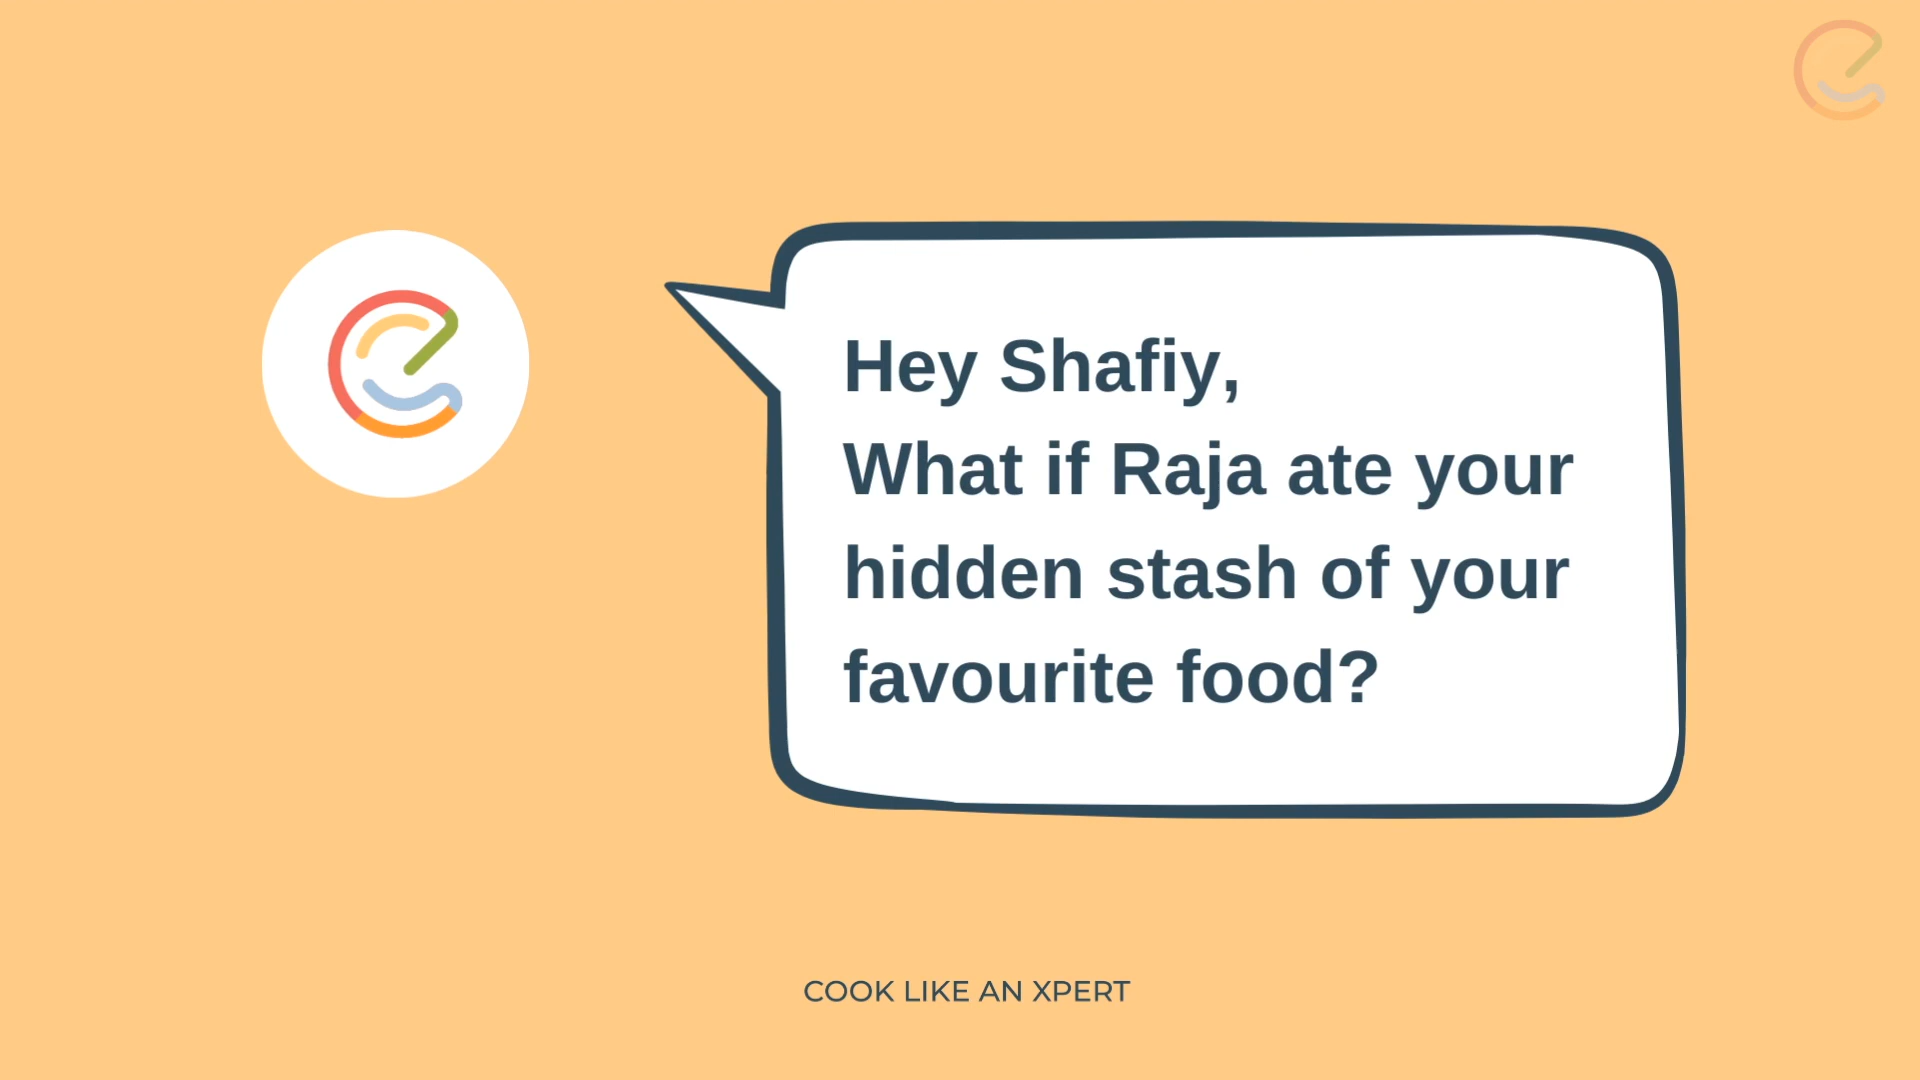 Hey Shafiy,
What if Raja ate your
hidden stash of your
favourite food?
COOK LIKE AN XPERT